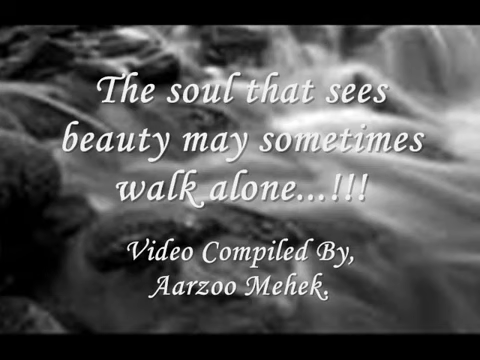 The soul that sees
beauty may sometimes
walk alone...!!!
Video Compiled By,
Aarzoo Mehek.